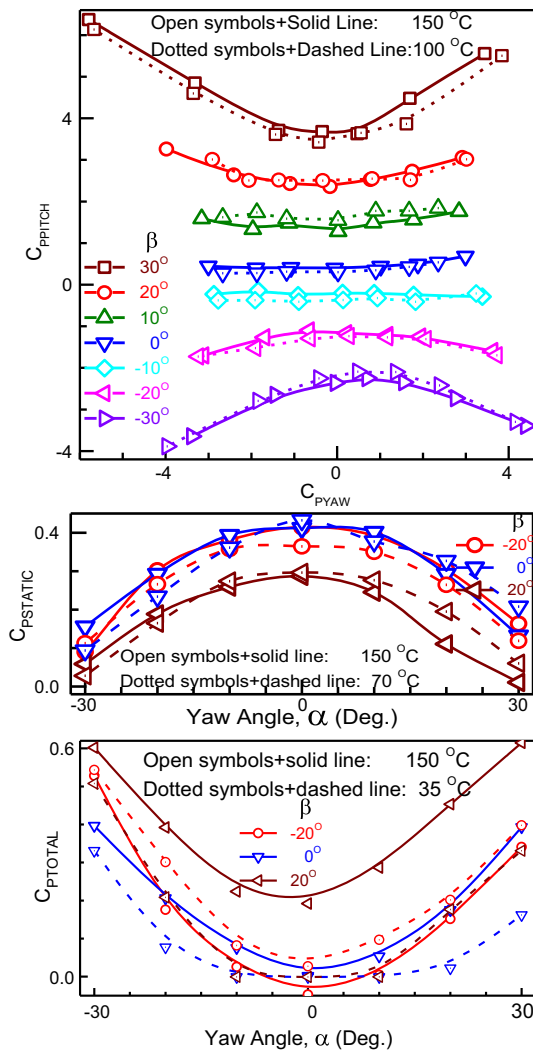 Open symbols+Solid Line: 150 °C
Dotted symbols+Dashed Line:100 °C
4
C_PPITCH
β
30°
20°
0
10°
0°
-10°
-20°
-30°
-4
-4 0 4
C_PYAW
0.4
β
-20°
0°
20°
C_PSTATIC
Open symbols+solid line: 150 °C
Dotted symbols+dashed line: 70 °C
0.0
-30 0 30
Yaw Angle, α (Deg.)
0.6
Open symbols+solid line: 150 °C
Dotted symbols+dashed line: 35 °C
β
-20°
0°
20°
C_PTOTAL
0.0
-30 0 30
Yaw Angle, α (Deg.)